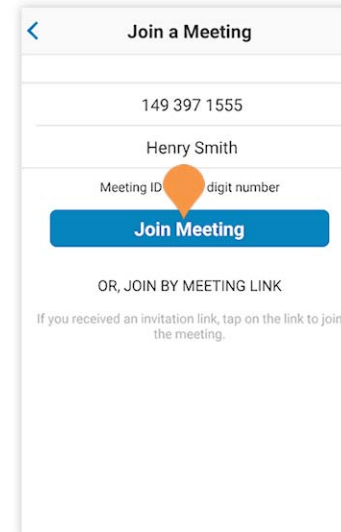 Join a Meeting
149 397 1555
Henry Smith
Meeting ID digit number
Join Meeting
OR, JOIN BY MEETING LINK
If you received an invitation link, tap on the link to join
the meeting.